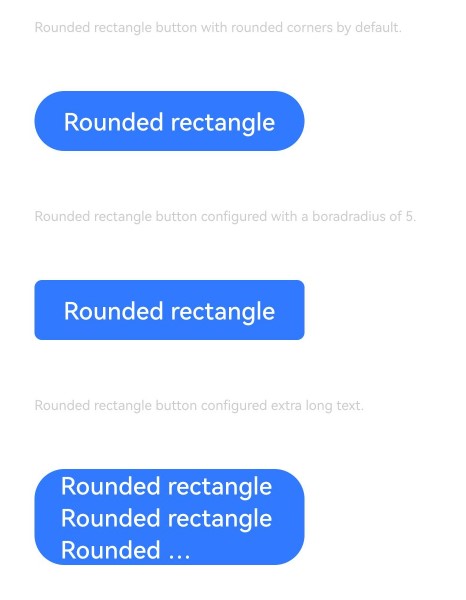 Rounded rectangle button with rounded corners by default.
Rounded rectangle
Rounded rectangle button configured with a boradradius of 5.
Rounded rectangle
Rounded rectangle button configured extra long text.
Rounded rectangle
Rounded rectangle
Rounded ...